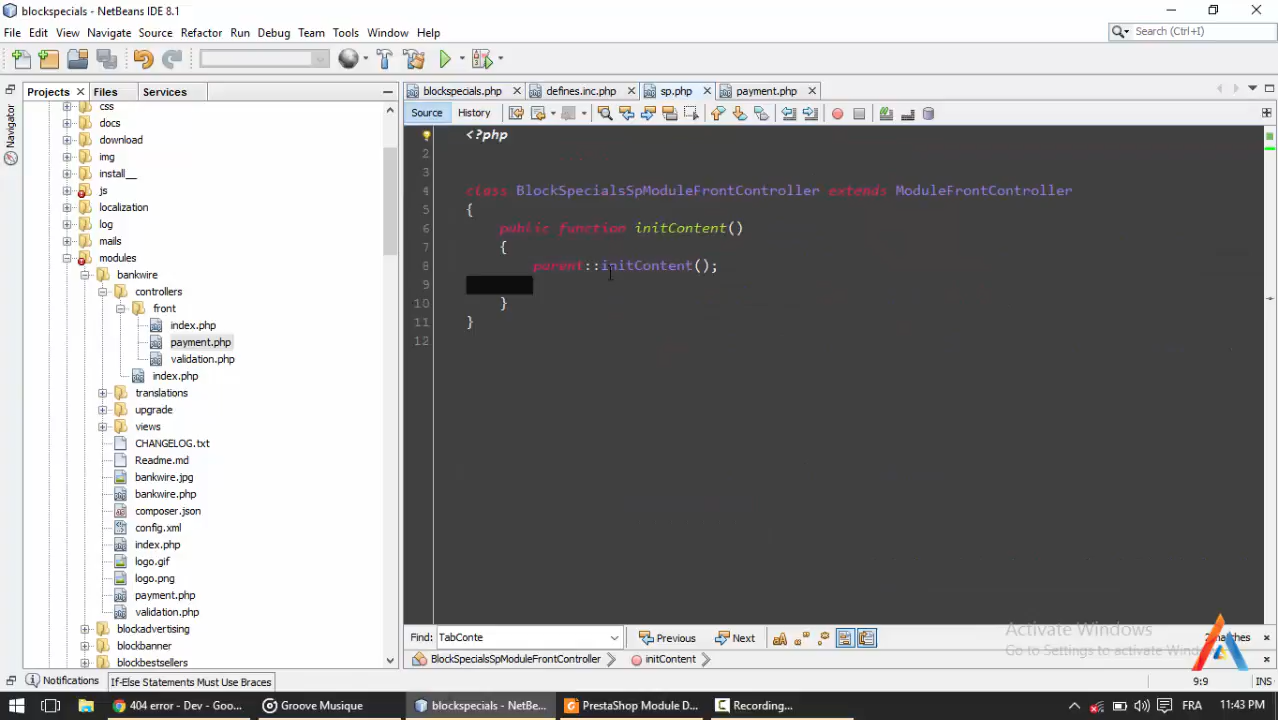 blockspecials - NetBeans IDE 8.1
File Edit View Navigate Source Refactor Run Debug Team Tools Window Help
Search (Ctrl+I)
Projects Files Services
blockspecials.php defines.inc.php sp.php payment.php
Navigator
Source History
css
docs
download
img
install__
js
localization
log
mails
modules
bankwire
controllers
front
index.php
payment.php
validation.php
index.php
translations
upgrade
views
CHANGELOG.txt
Readme.md
bankwire.jpg
bankwire.php
composer.json
config.xml
index.php
logo.gif
logo.png
payment.php
validation.php
blockadvertising
blockbanner
blockbestsellers
<?php
2
3
4 class BlockSpecialsSpModuleFrontController extends ModuleFrontController
5 {
6 public function initContent()
7 {
8 parent::initContent();
9
10 }
11 }
12
Activate Windows
Go to Settings to activate Win
Find: TabConte Previous Next
BlockSpecialsSpModuleFrontController initContent
Notifications If-Else Statements Must Use Braces 9:9 INS
404 error - Dev - Goo... Groove Musique blockspecials - NetBe... PrestaShop Module D... Recording... FRA 11:43 PM